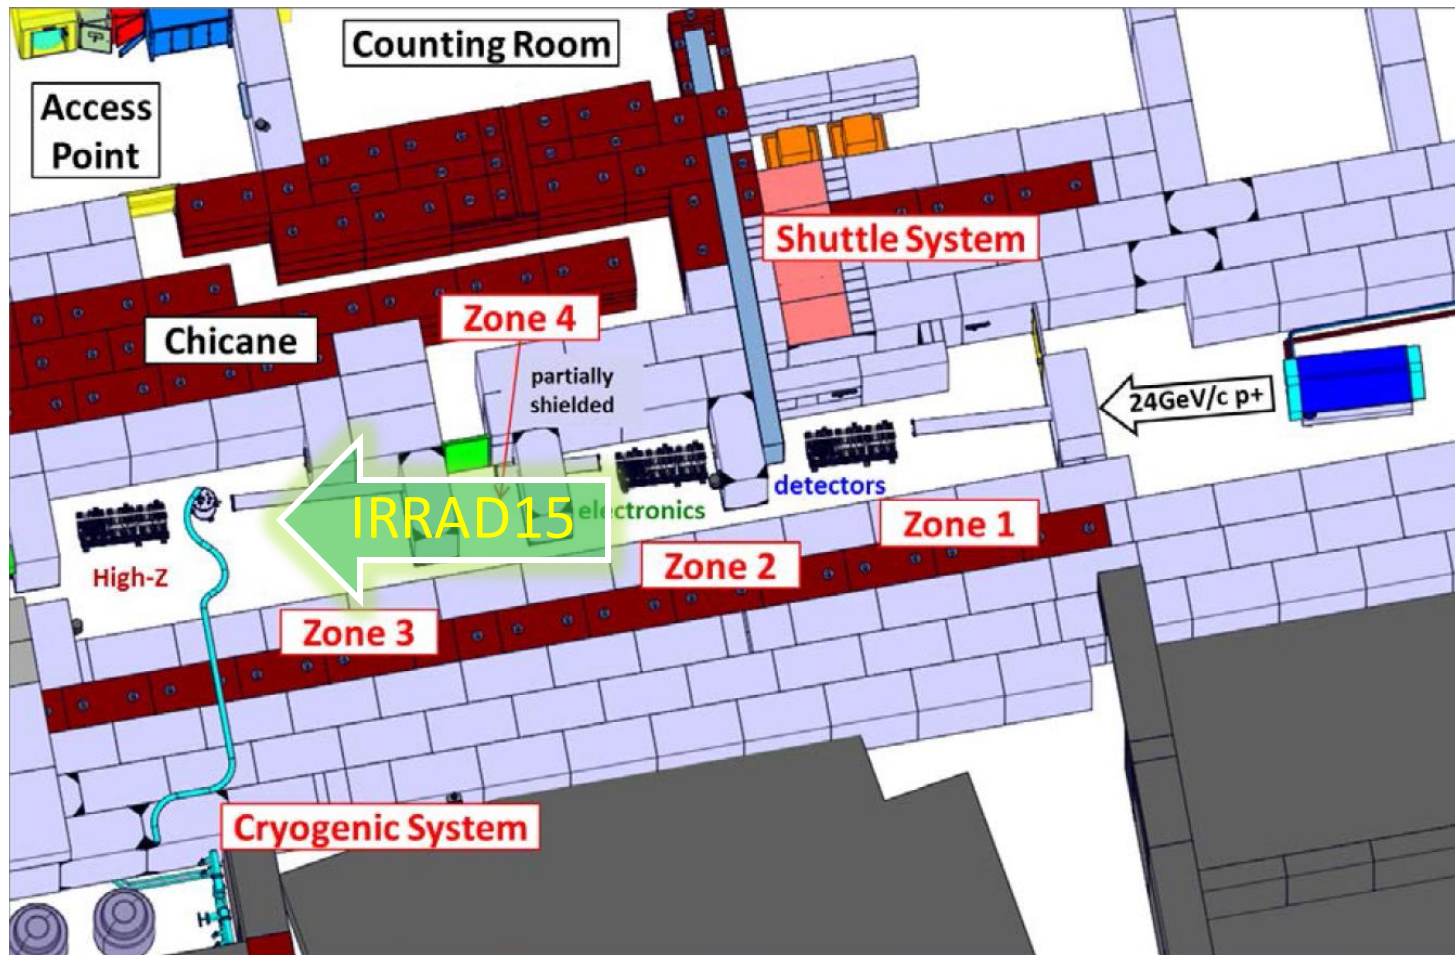 Counting Room
Access
Point
Shuttle System
Zone 4
Chicane
partially
shielded
24GeV/c p+
detectors
IRRAD15
electronics
Zone 1
Zone 2
High-Z
Zone 3
Cryogenic System